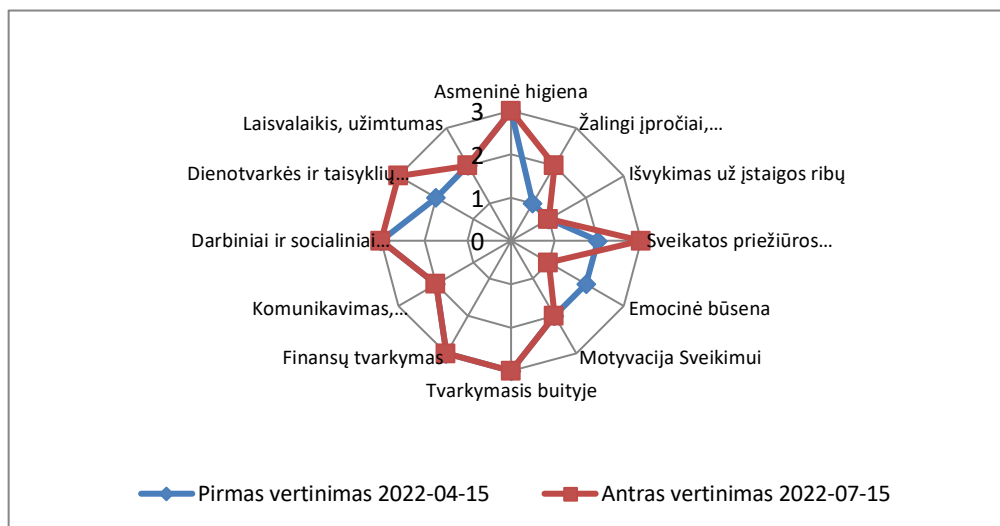 Asmeninė higiena
Žalingi įpročiai,...
Išvykimas už įstaigos ribų
Sveikatos priežiūros...
Emocinė būsena
Motyvacija Sveikimui
Tvarkymasis buityje
Finansų tvarkymas
Komunikavimas,...
Darbiniai ir socialiniai...
Dienotvarkės ir taisyklių...
Laisvalaikis, užimtumas
3
2
1
0
Pirmas vertinimas 2022-04-15
Antras vertinimas 2022-07-15